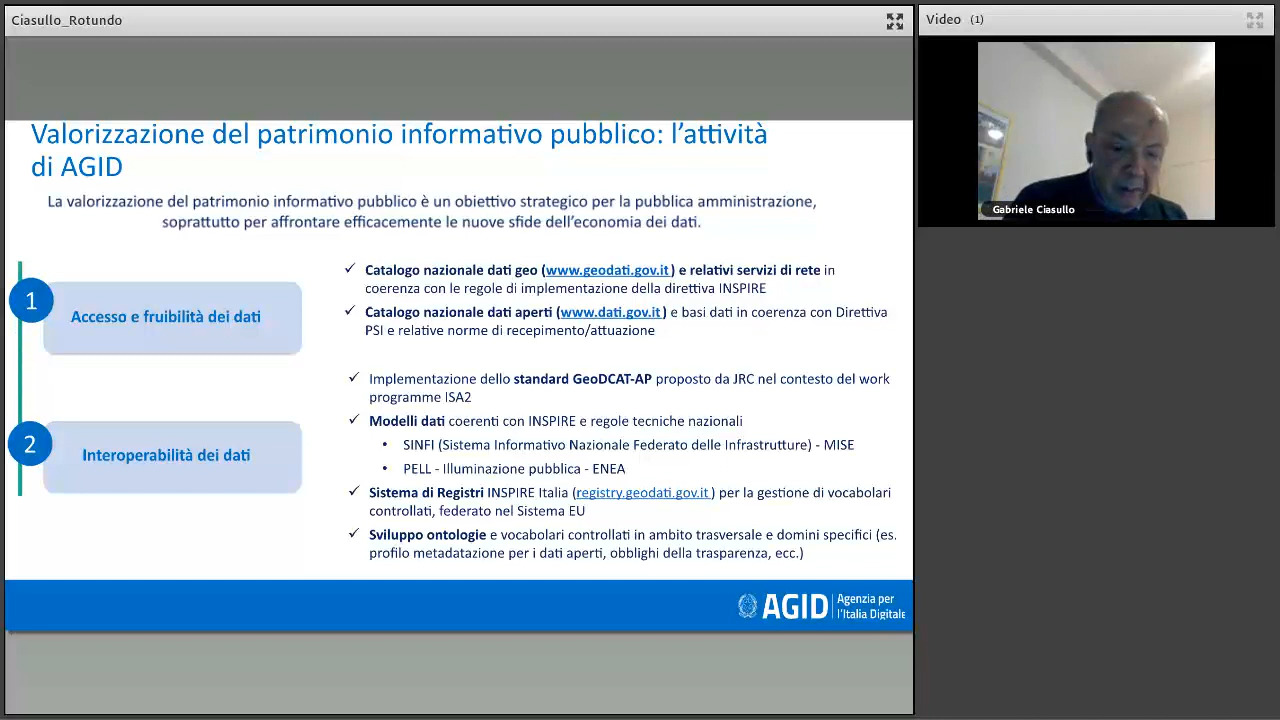 Ciasullo_Rotundo
Video (1)
Gabriele Ciasullo
Valorizzazione del patrimonio informativo pubblico: l'attività
di AGID
La valorizzazione del patrimonio informativo pubblico è un obiettivo strategico per la pubblica amministrazione,
soprattutto per affrontare efficacemente le nuove sfide dell'economia dei dati.
1
Accesso e fruibilità dei dati
✓ Catalogo nazionale dati geo (www.geodati.gov.it) e relativi servizi di rete in
coerenza con le regole di implementazione della direttiva INSPIRE
✓ Catalogo nazionale dati aperti (www.dati.gov.it) e basi dati in coerenza con Direttiva
PSI e relative norme di recepimento/attuazione
2
Interoperabilità dei dati
✓ Implementazione dello standard GeoDCAT-AP proposto da JRC nel contesto del work
programme ISA2
✓ Modelli dati coerenti con INSPIRE e regole tecniche nazionali
• SINFI (Sistema Informativo Nazionale Federato delle Infrastrutture) - MISE
• PELL - Illuminazione pubblica - ENEA
✓ Sistema di Registri INSPIRE Italia (registry.geodati.gov.it) per la gestione di vocabolari
controllati, federato nel Sistema EU
✓ Sviluppo ontologie e vocabolari controllati in ambito trasversale e domini specifici (es.
profilo metadatazione per i dati aperti, obblighi della trasparenza, ecc.)
AGID
Agenzia per
l'Italia Digitale